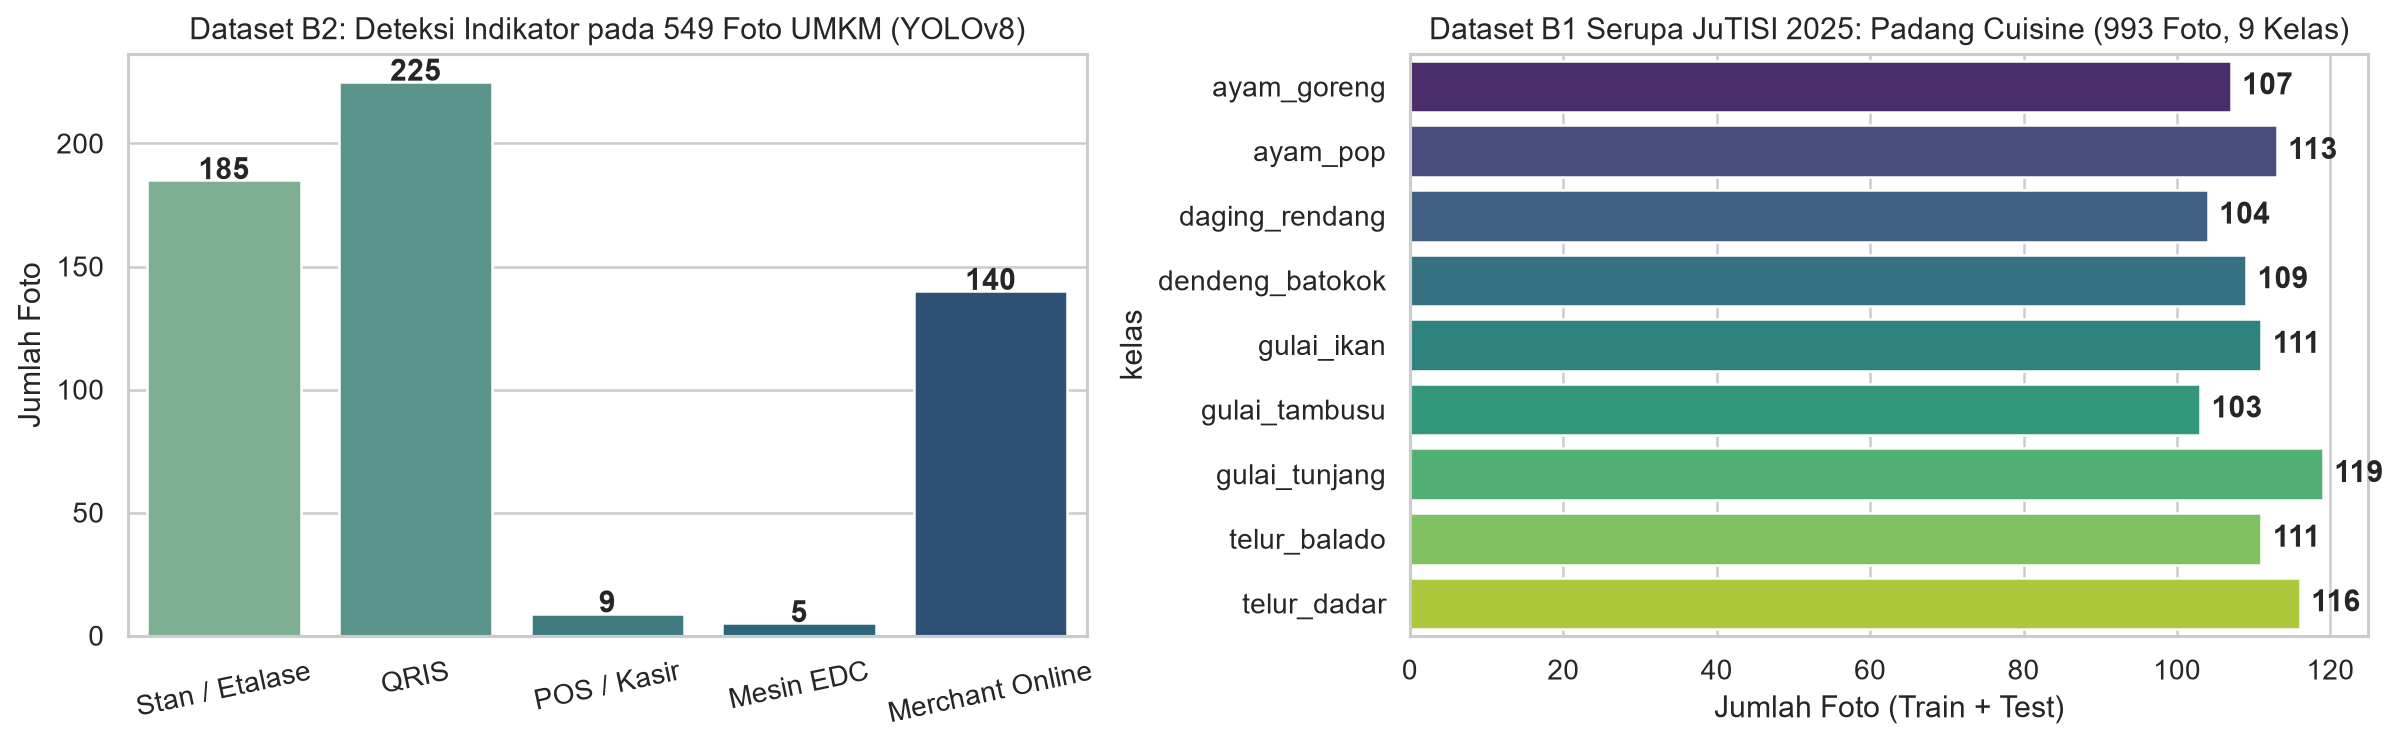 Dataset B2: Deteksi Indikator pada 549 Foto UMKM (YOLOv8)
Jumlah Foto
200
150
100
50
0
185
225
9
5
140
Stan / Etalase
QRIS
POS / Kasir
Mesin EDC
Merchant Online
Dataset B1 Serupa JuTISI 2025: Padang Cuisine (993 Foto, 9 Kelas)
kelas
ayam_goreng 107
ayam_pop 113
daging_rendang 104
dendeng_batokok 109
gulai_ikan 111
gulai_tambusu 103
gulai_tunjang 119
telur_balado 111
telur_dadar 116
0 20 40 60 80 100 120
Jumlah Foto (Train + Test)